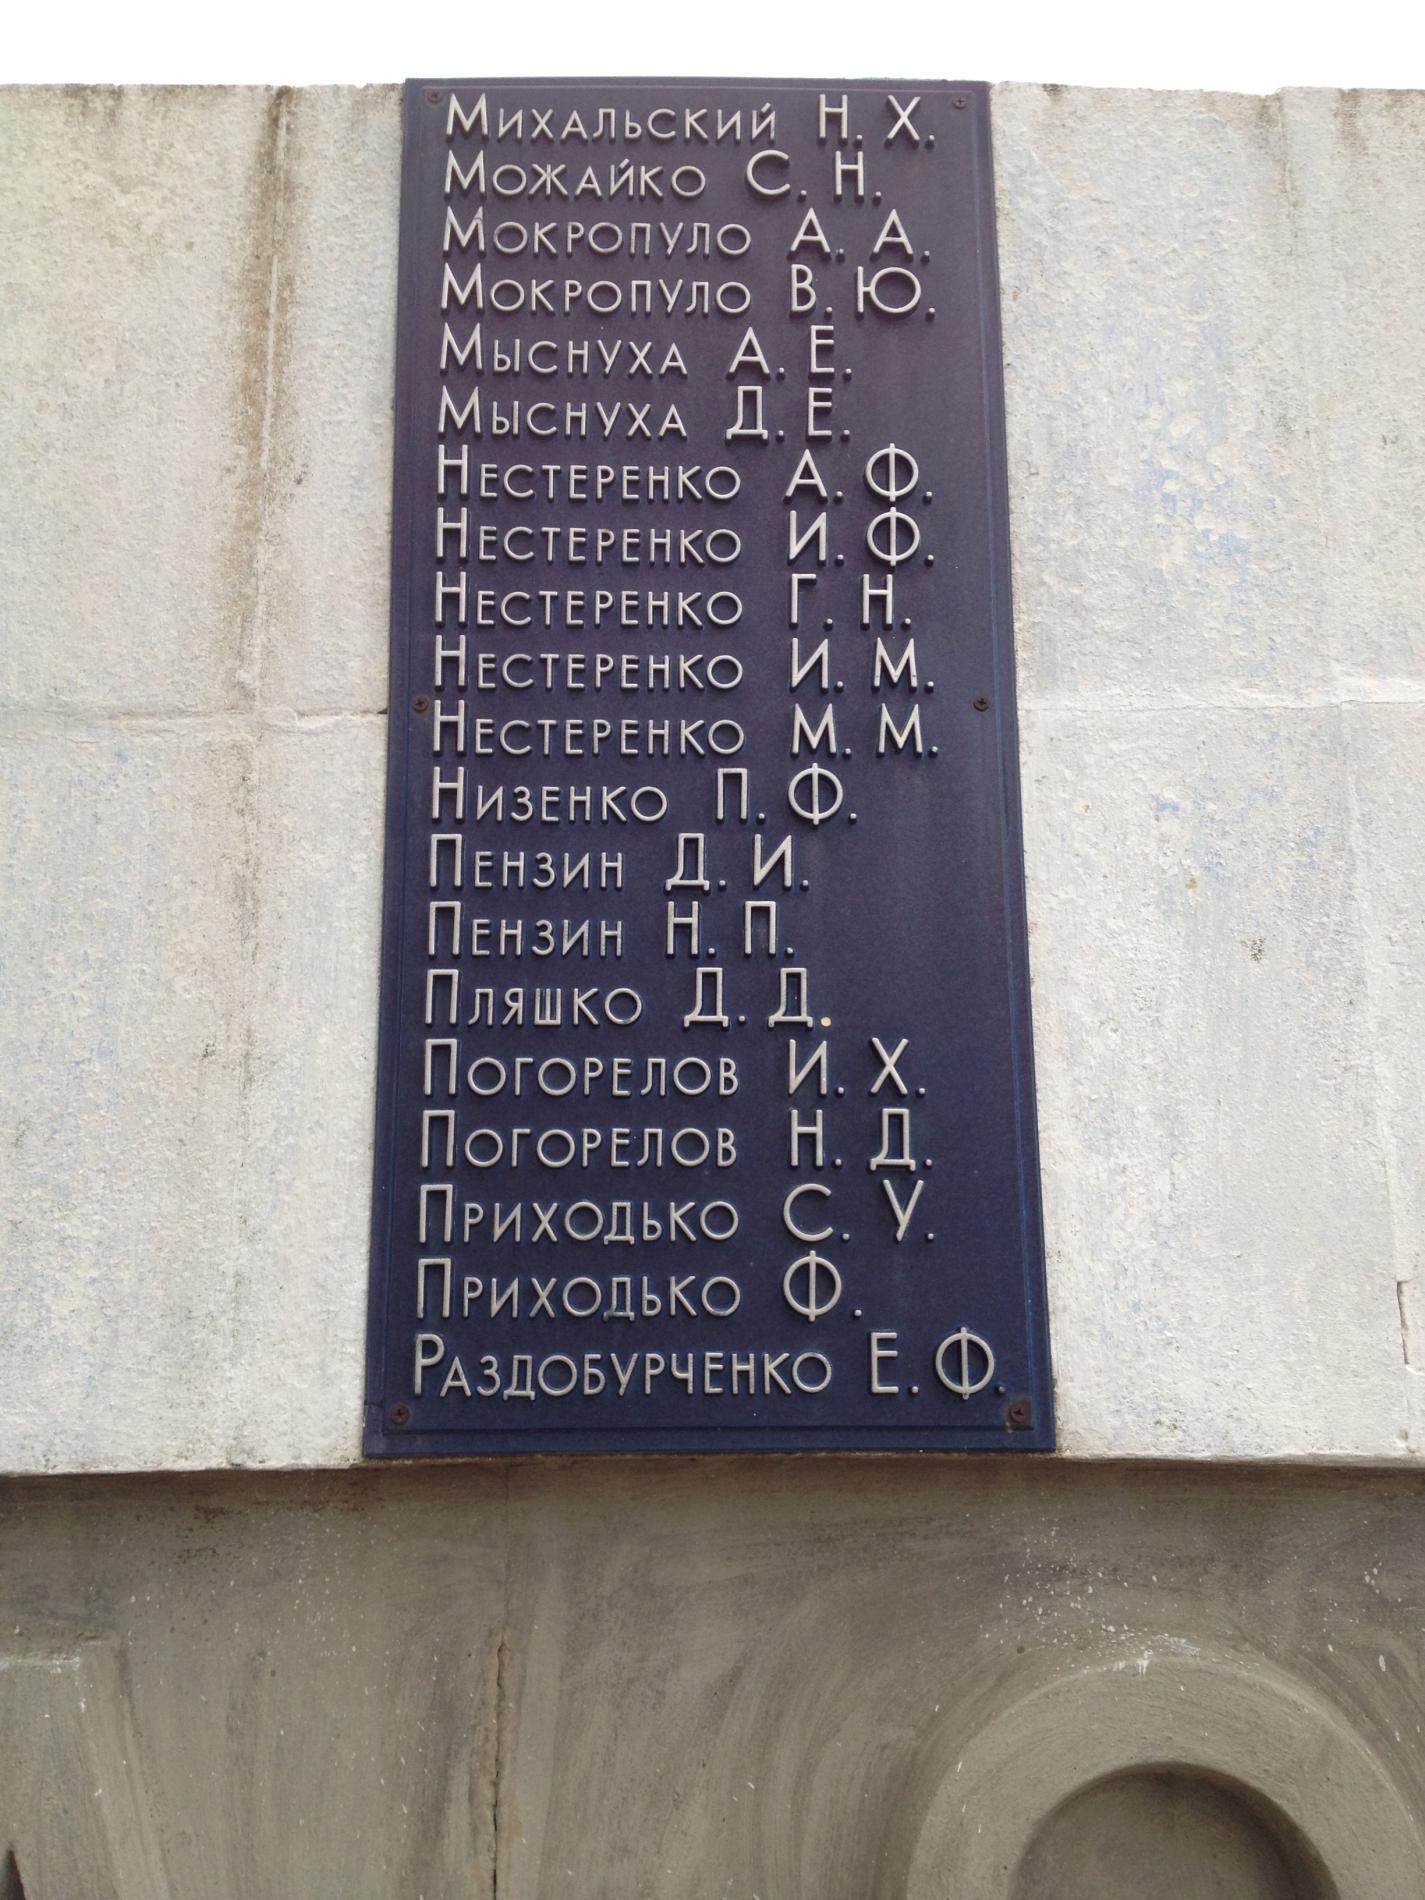 Михальский Н. Х.
Можайко С. Н.
Мокропуло А. А.
Мокропуло В. Ю.
Мыснуха А. Е.
Мыснуха Д. Е.
Нестеренко А. Ф.
Нестеренко И. Ф.
Нестеренко Г. Н.
Нестеренко И. М.
Нестеренко М. М.
Низенко П. Ф.
Пензин Д. И.
Пензин Н. П.
Пляшко Д. Д.
Погорелов И. Х.
Погорелов Н. Д.
Приходько С. У.
Приходько Ф.
Раздобурченко Е. Ф.